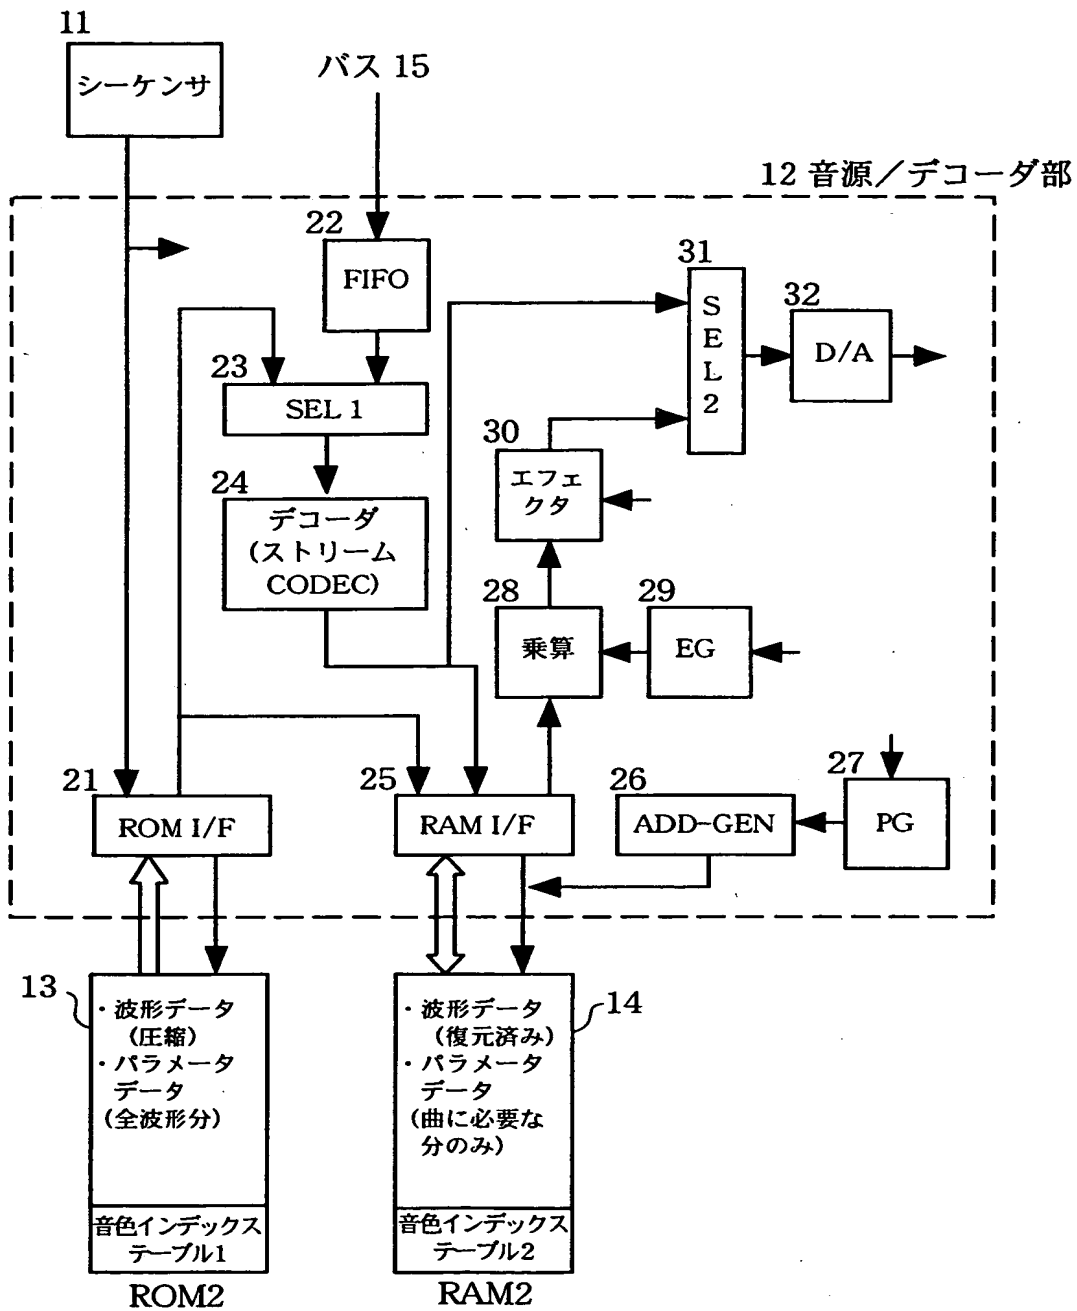 11
シーケンサ
バス 15
12 音源/デコーダ部
22
FIFO
31
S
E
L
2
32
D/A
23
SEL 1
30
エフェ
クタ
24
デコーダ
(ストリーム
CODEC)
28
乗算
29
EG
21
ROM I/F
25
RAM I/F
26
ADD-GEN
27
PG
13
・波形データ
(圧縮)
・パラメータ
データ
(全波形分)
音色インデックス
テーブル1
ROM2
14
・波形データ
(復元済み)
・パラメータ
データ
(曲に必要な
分のみ)
音色インデックス
テーブル2
RAM2